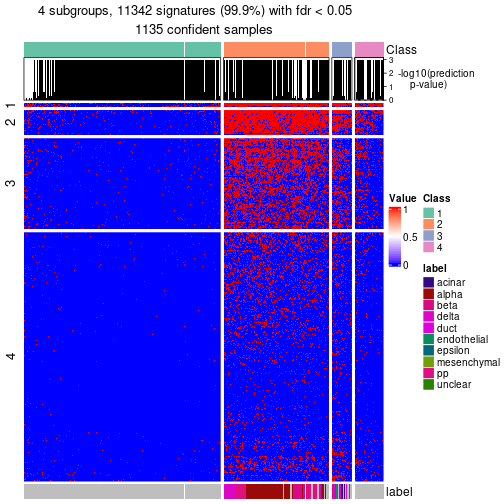 4 subgroups, 11342 signatures (99.9%) with fdr < 0.05
1135 confident samples
Class
3
2
1
0
-log10(prediction
p-value)
1
2
3
4
Value
1
0.5
0
Class
1
2
3
4
label
acinar
alpha
beta
delta
duct
endothelial
epsilon
mesenchymal
pp
unclear
label